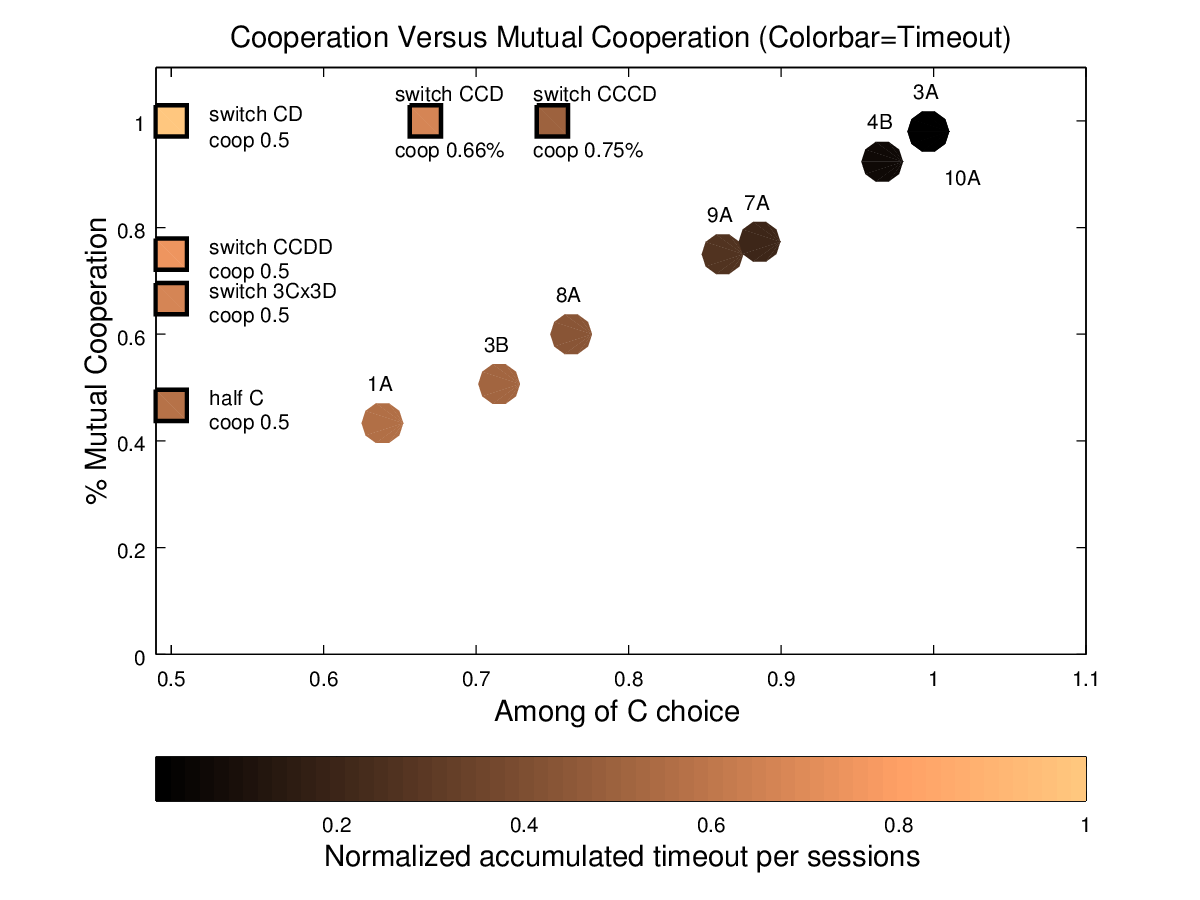 Cooperation Versus Mutual Cooperation (Colorbar=Timeout)
switch CD
coop 0.5
switch CCD
coop 0.66%
switch CCCD
coop 0.75%
3A
4B
10A
7A
9A
switch CCDD
coop 0.5
switch 3Cx3D
coop 0.5
8A
3B
1A
half C
coop 0.5
1
0.8
0.6
0.4
0.2
0
% Mutual Cooperation
0.5 0.6 0.7 0.8 0.9 1 1.1
Among of C choice
0.2 0.4 0.6 0.8 1
Normalized accumulated timeout per sessions